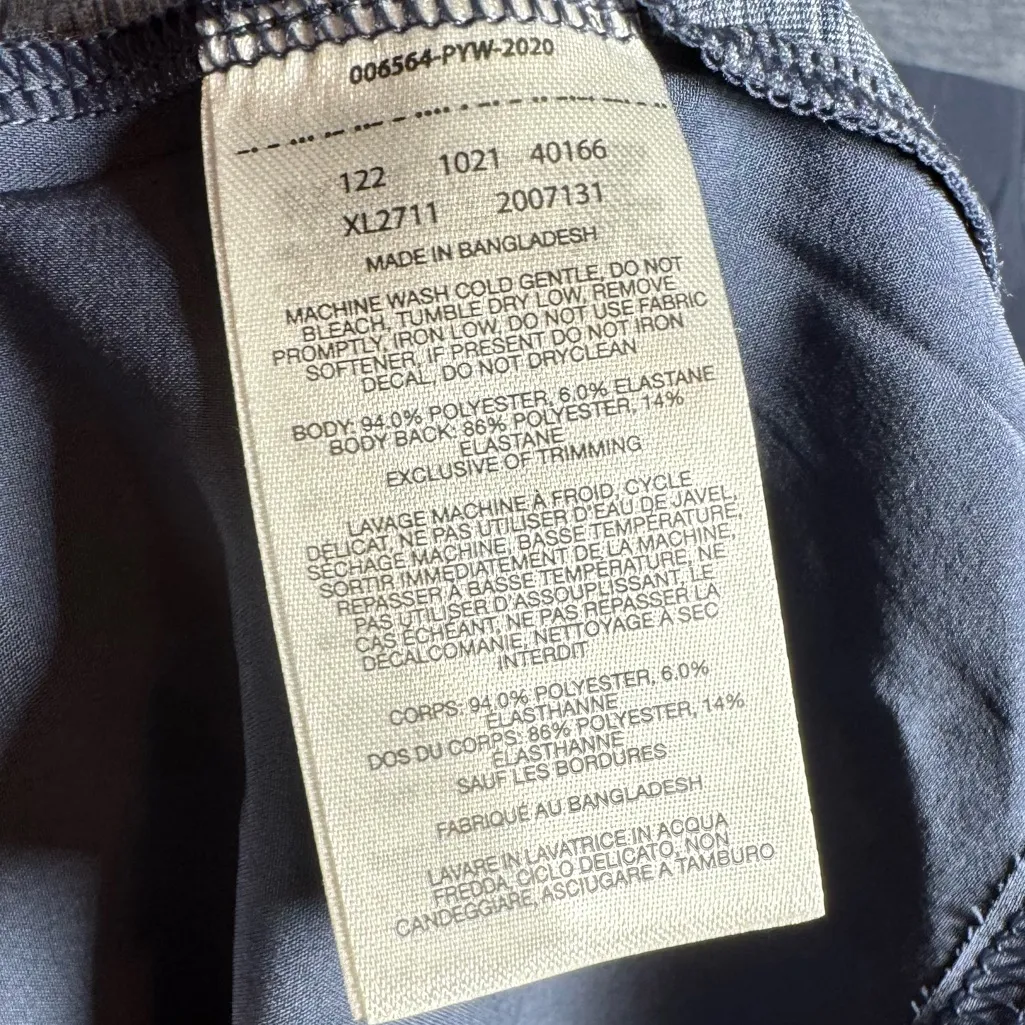 006564-PYW-2020
122 1021 40166
XL2711 2007131
MADE IN BANGLADESH
MACHINE WASH COLD GENTLE, DO NOT
BLEACH, TUMBLE DRY LOW, REMOVE
PROMPTLY, IRON LOW, DO NOT USE FABRIC
SOFTENER, IF PRESENT DO NOT IRON
DECAL, DO NOT DRYCLEAN
BODY: 94.0% POLYESTER, 6.0% ELASTANE
BODY BACK: 86% POLYESTER, 14%
ELASTANE
EXCLUSIVE OF TRIMMING
LAVAGE MACHINE À FROID, CYCLE
DÉLICAT, NE PAS UTILISER D'EAU DE JAVEL,
SÉCHAGE MACHINE, BASSE TEMPÉRATURE,
SORTIR IMMÉDIATEMENT DE LA MACHINE,
REPASSER À BASSE TEMPÉRATURE, NE
PAS UTILISER D'ASSOUPLISSANT, LE
CAS ÉCHÉANT, NE PAS REPASSER LA
DÉCALCOMANIE, NETTOYAGE À SEC
INTERDIT
CORPS: 94.0% POLYESTER, 6.0%
ÉLASTHANNE
DOS DU CORPS: 86% POLYESTER, 14%
ÉLASTHANNE
SAUF LES BORDURES
FABRIQUÉ AU BANGLADESH
LAVARE IN LAVATRICE IN ACQUA
FREDDA, CICLO DELICATO, NON
CANDEGGIARE, ASCIUGARE A TAMBURO